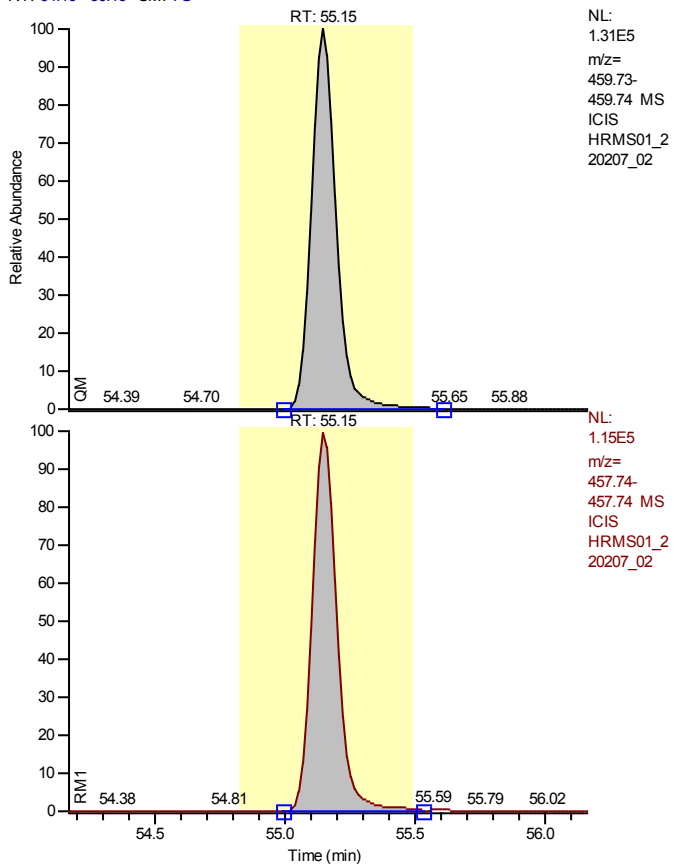 RT: 55.15
NL:
1.31E5
m/z=
459.73-
459.74 MS
ICIS
HRMS01_2
20207_02
100
90
80
70
60
50
40
30
20
10
0
Relative Abundance
QM
54.39 54.70 55.65 55.88
RT: 55.15
NL:
1.15E5
m/z=
457.74-
457.74 MS
ICIS
HRMS01_2
20207_02
100
90
80
70
60
50
40
30
20
10
0
RM1
54.38 54.81 55.59 55.79 56.02
54.5 55.0 55.5 56.0
Time (min)